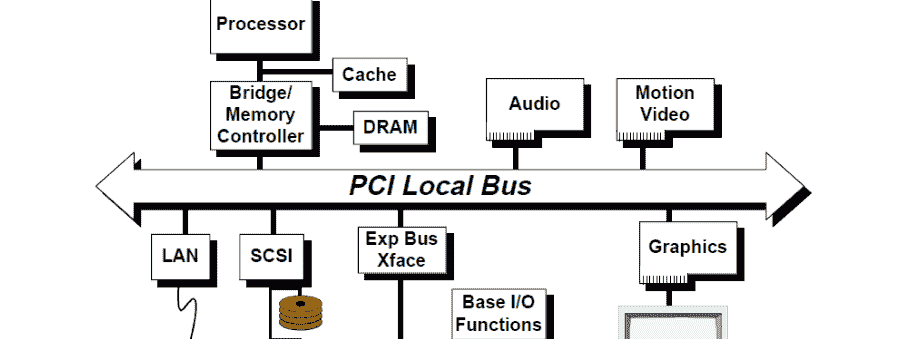 Processor
Cache
Bridge/
Memory
Controller
DRAM
Audio
Motion
Video
PCI Local Bus
LAN
SCSI
Exp Bus
Xface
Graphics
Base I/O
Functions